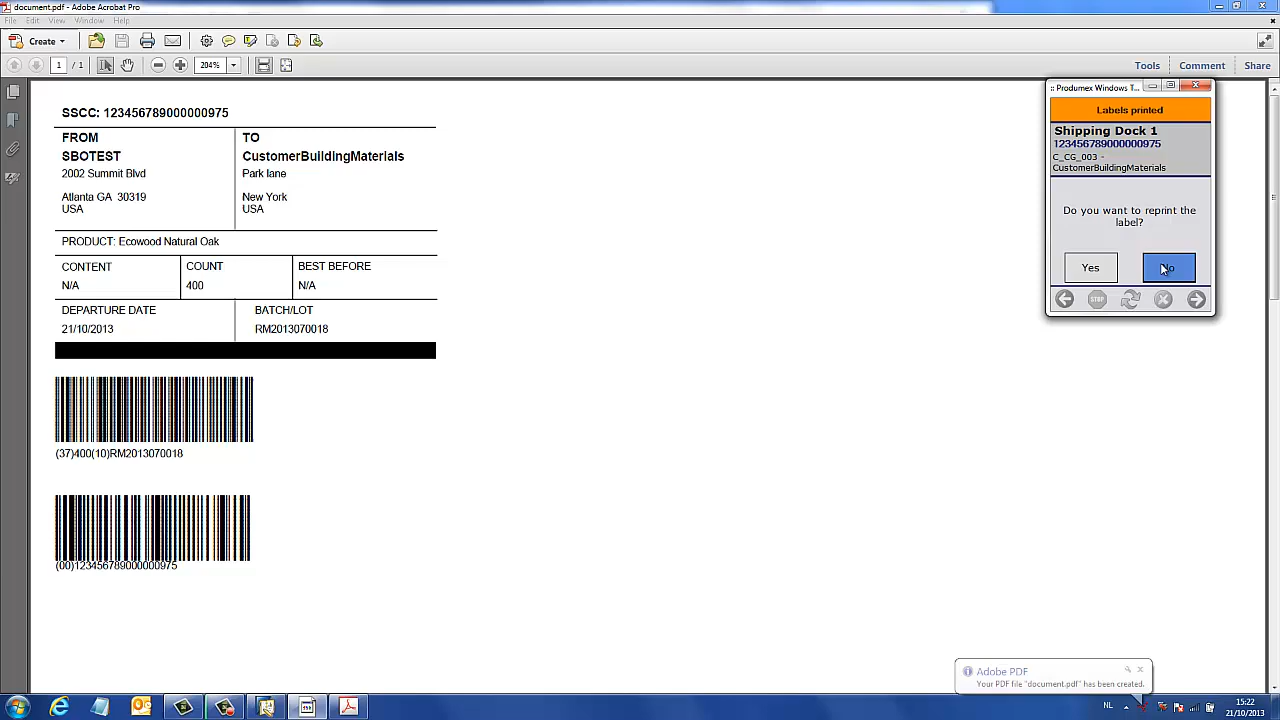 document.pdf - Adobe Acrobat Pro
File Edit View Window Help
Create
1 / 1 204% Tools Comment Share
SSCC: 123456789000000975
FROM
SBOTEST
2002 Summit Blvd
Atlanta GA 30319
USA
TO
CustomerBuildingMaterials
Park lane
New York
USA
PRODUCT: Ecowood Natural Oak
CONTENT
N/A
COUNT
400
BEST BEFORE
N/A
DEPARTURE DATE
21/10/2013
BATCH/LOT
RM2013070018
(37)400(10)RM2013070018
(00)123456789000000975
:: Produmex Windows T...
Labels printed
Shipping Dock 1
123456789000000975
C_CG_003 -
CustomerBuildingMaterials
Do you want to reprint the
label?
Yes No
STOP
Adobe PDF
Your PDF file "document.pdf" has been created.
NL
15:22
21/10/2013